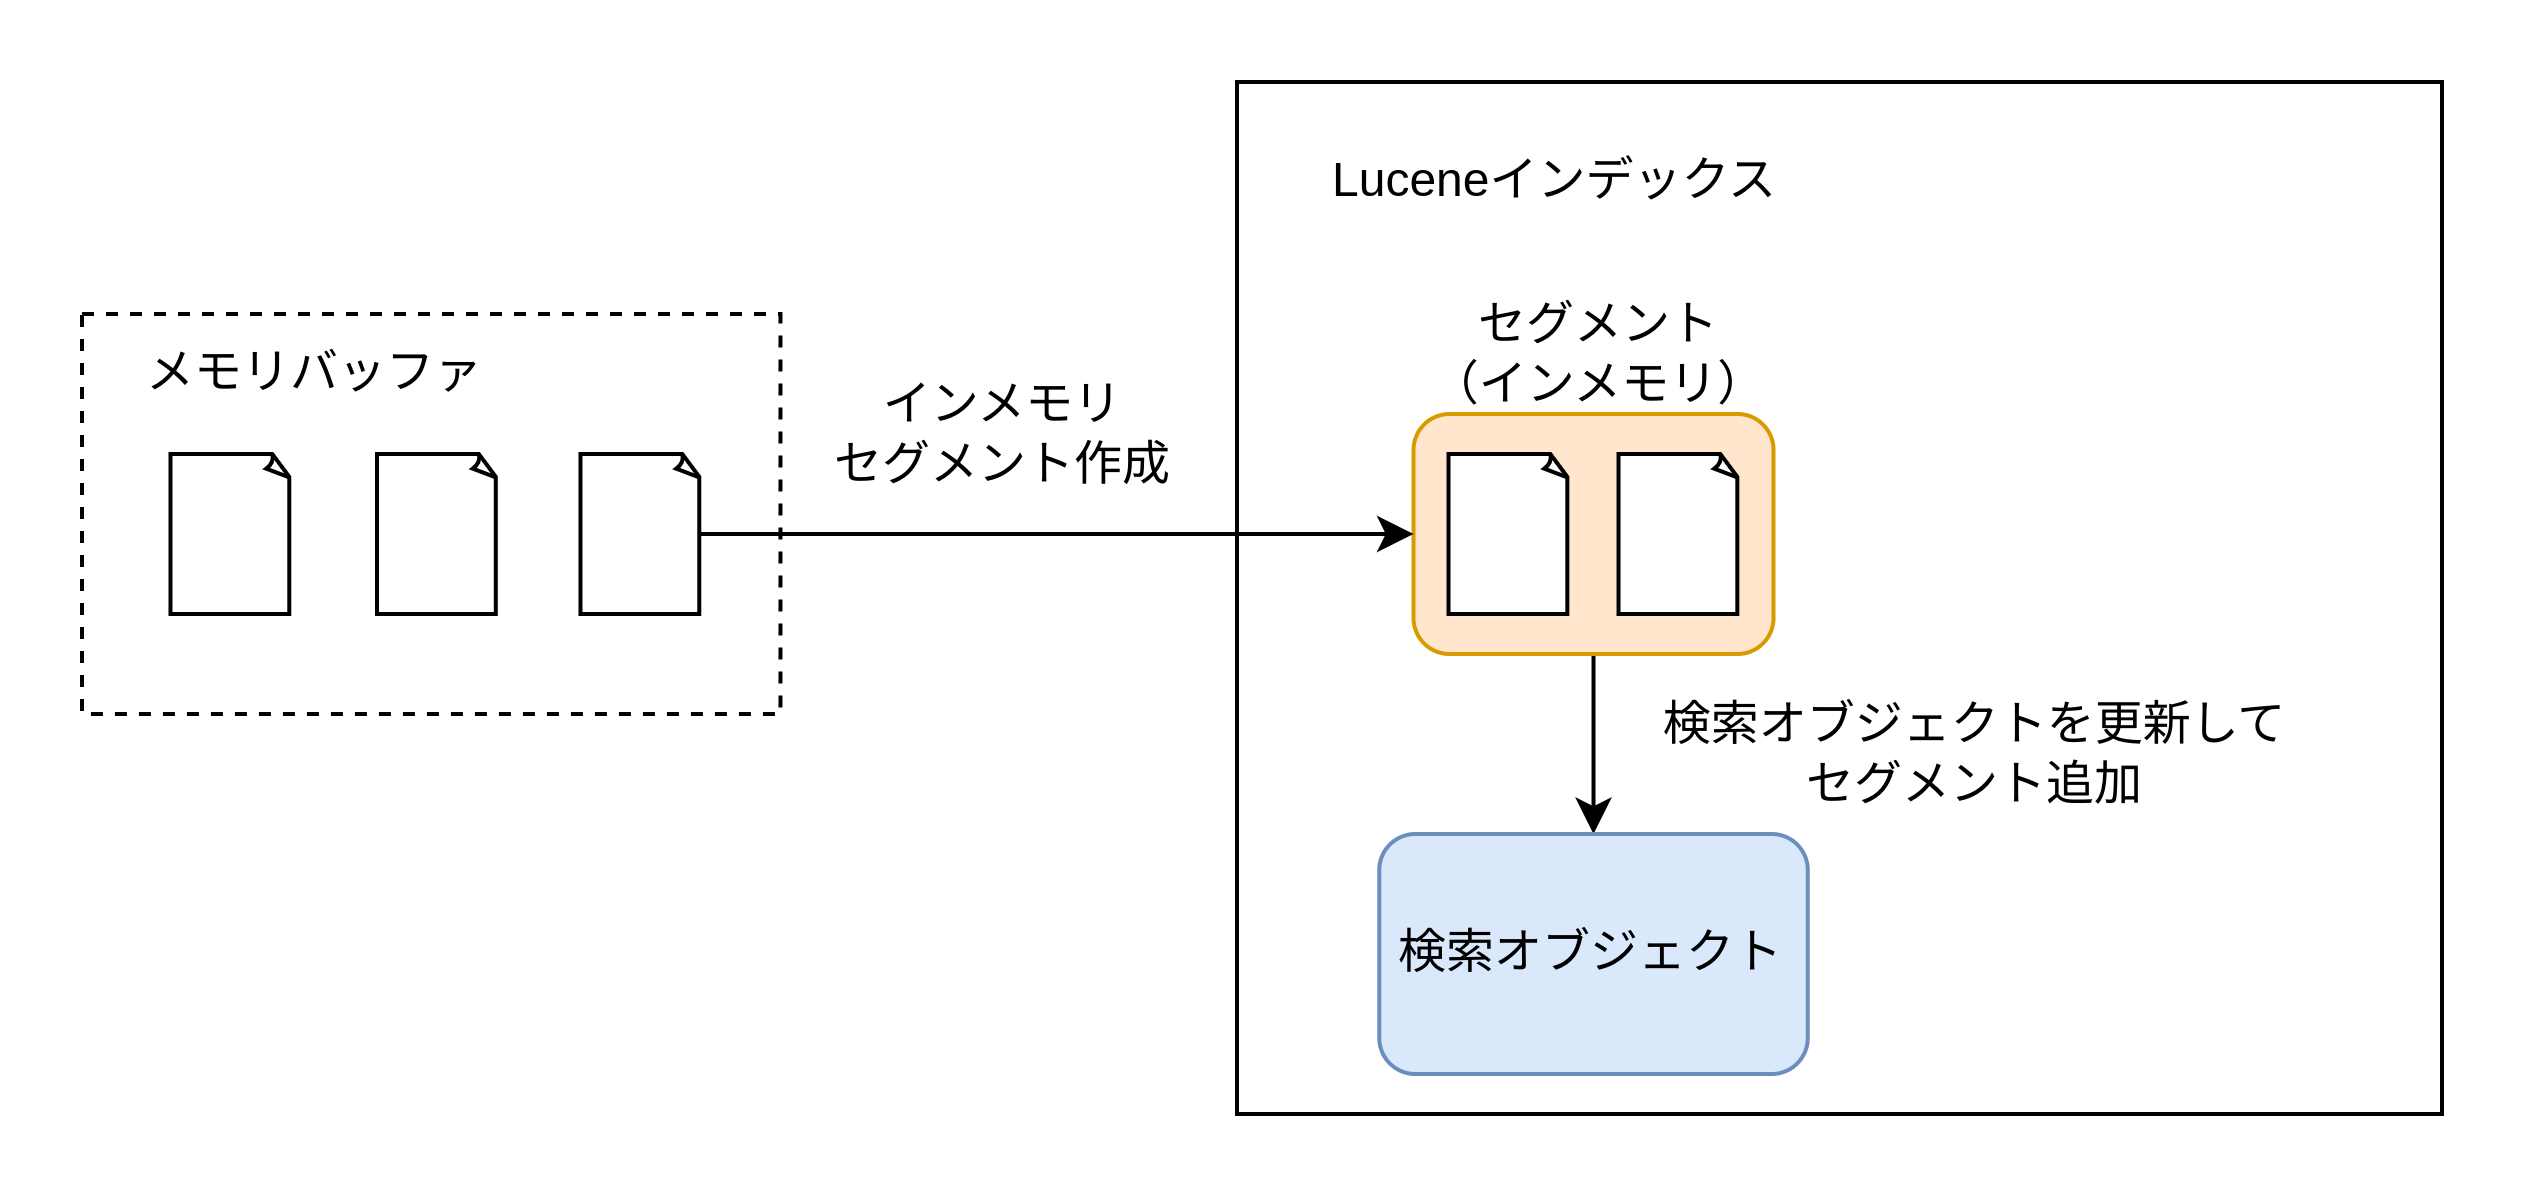 Luceneインデックス
メモリバッファ
インメモリ
セグメント作成
セグメント
（インメモリ）
検索オブジェクトを更新して
セグメント追加
検索オブジェクト